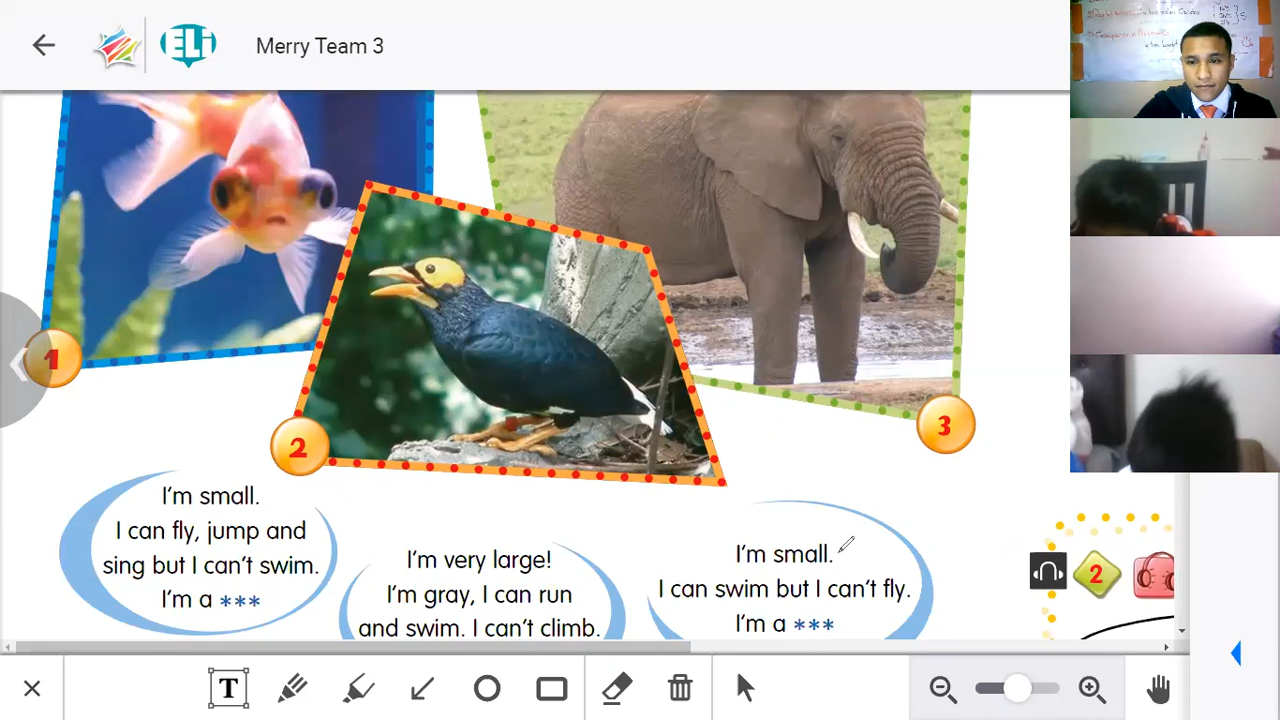 ELi
Merry Team 3
1
2
3
I'm small.
I can fly, jump and
sing but I can't swim.
I'm a ***
I'm very large!
I'm gray, I can run
and swim. I can't climb.
I'm small.
I can swim but I can't fly.
I'm a ***
2
T